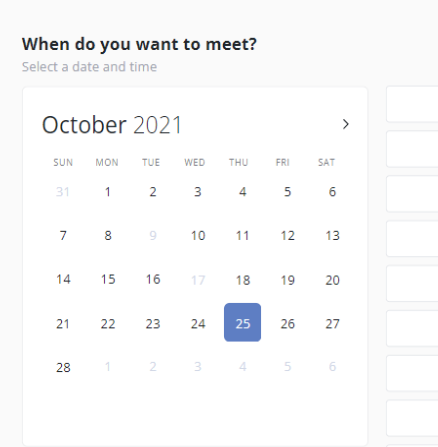 When do you want to meet?
Select a date and time
October 2021
SUN MON TUE WED THU FRI SAT
31 1 2 3 4 5 6
7 8 9 10 11 12 13
14 15 16 17 18 19 20
21 22 23 24 25 26 27
28 1 2 3 4 5 6